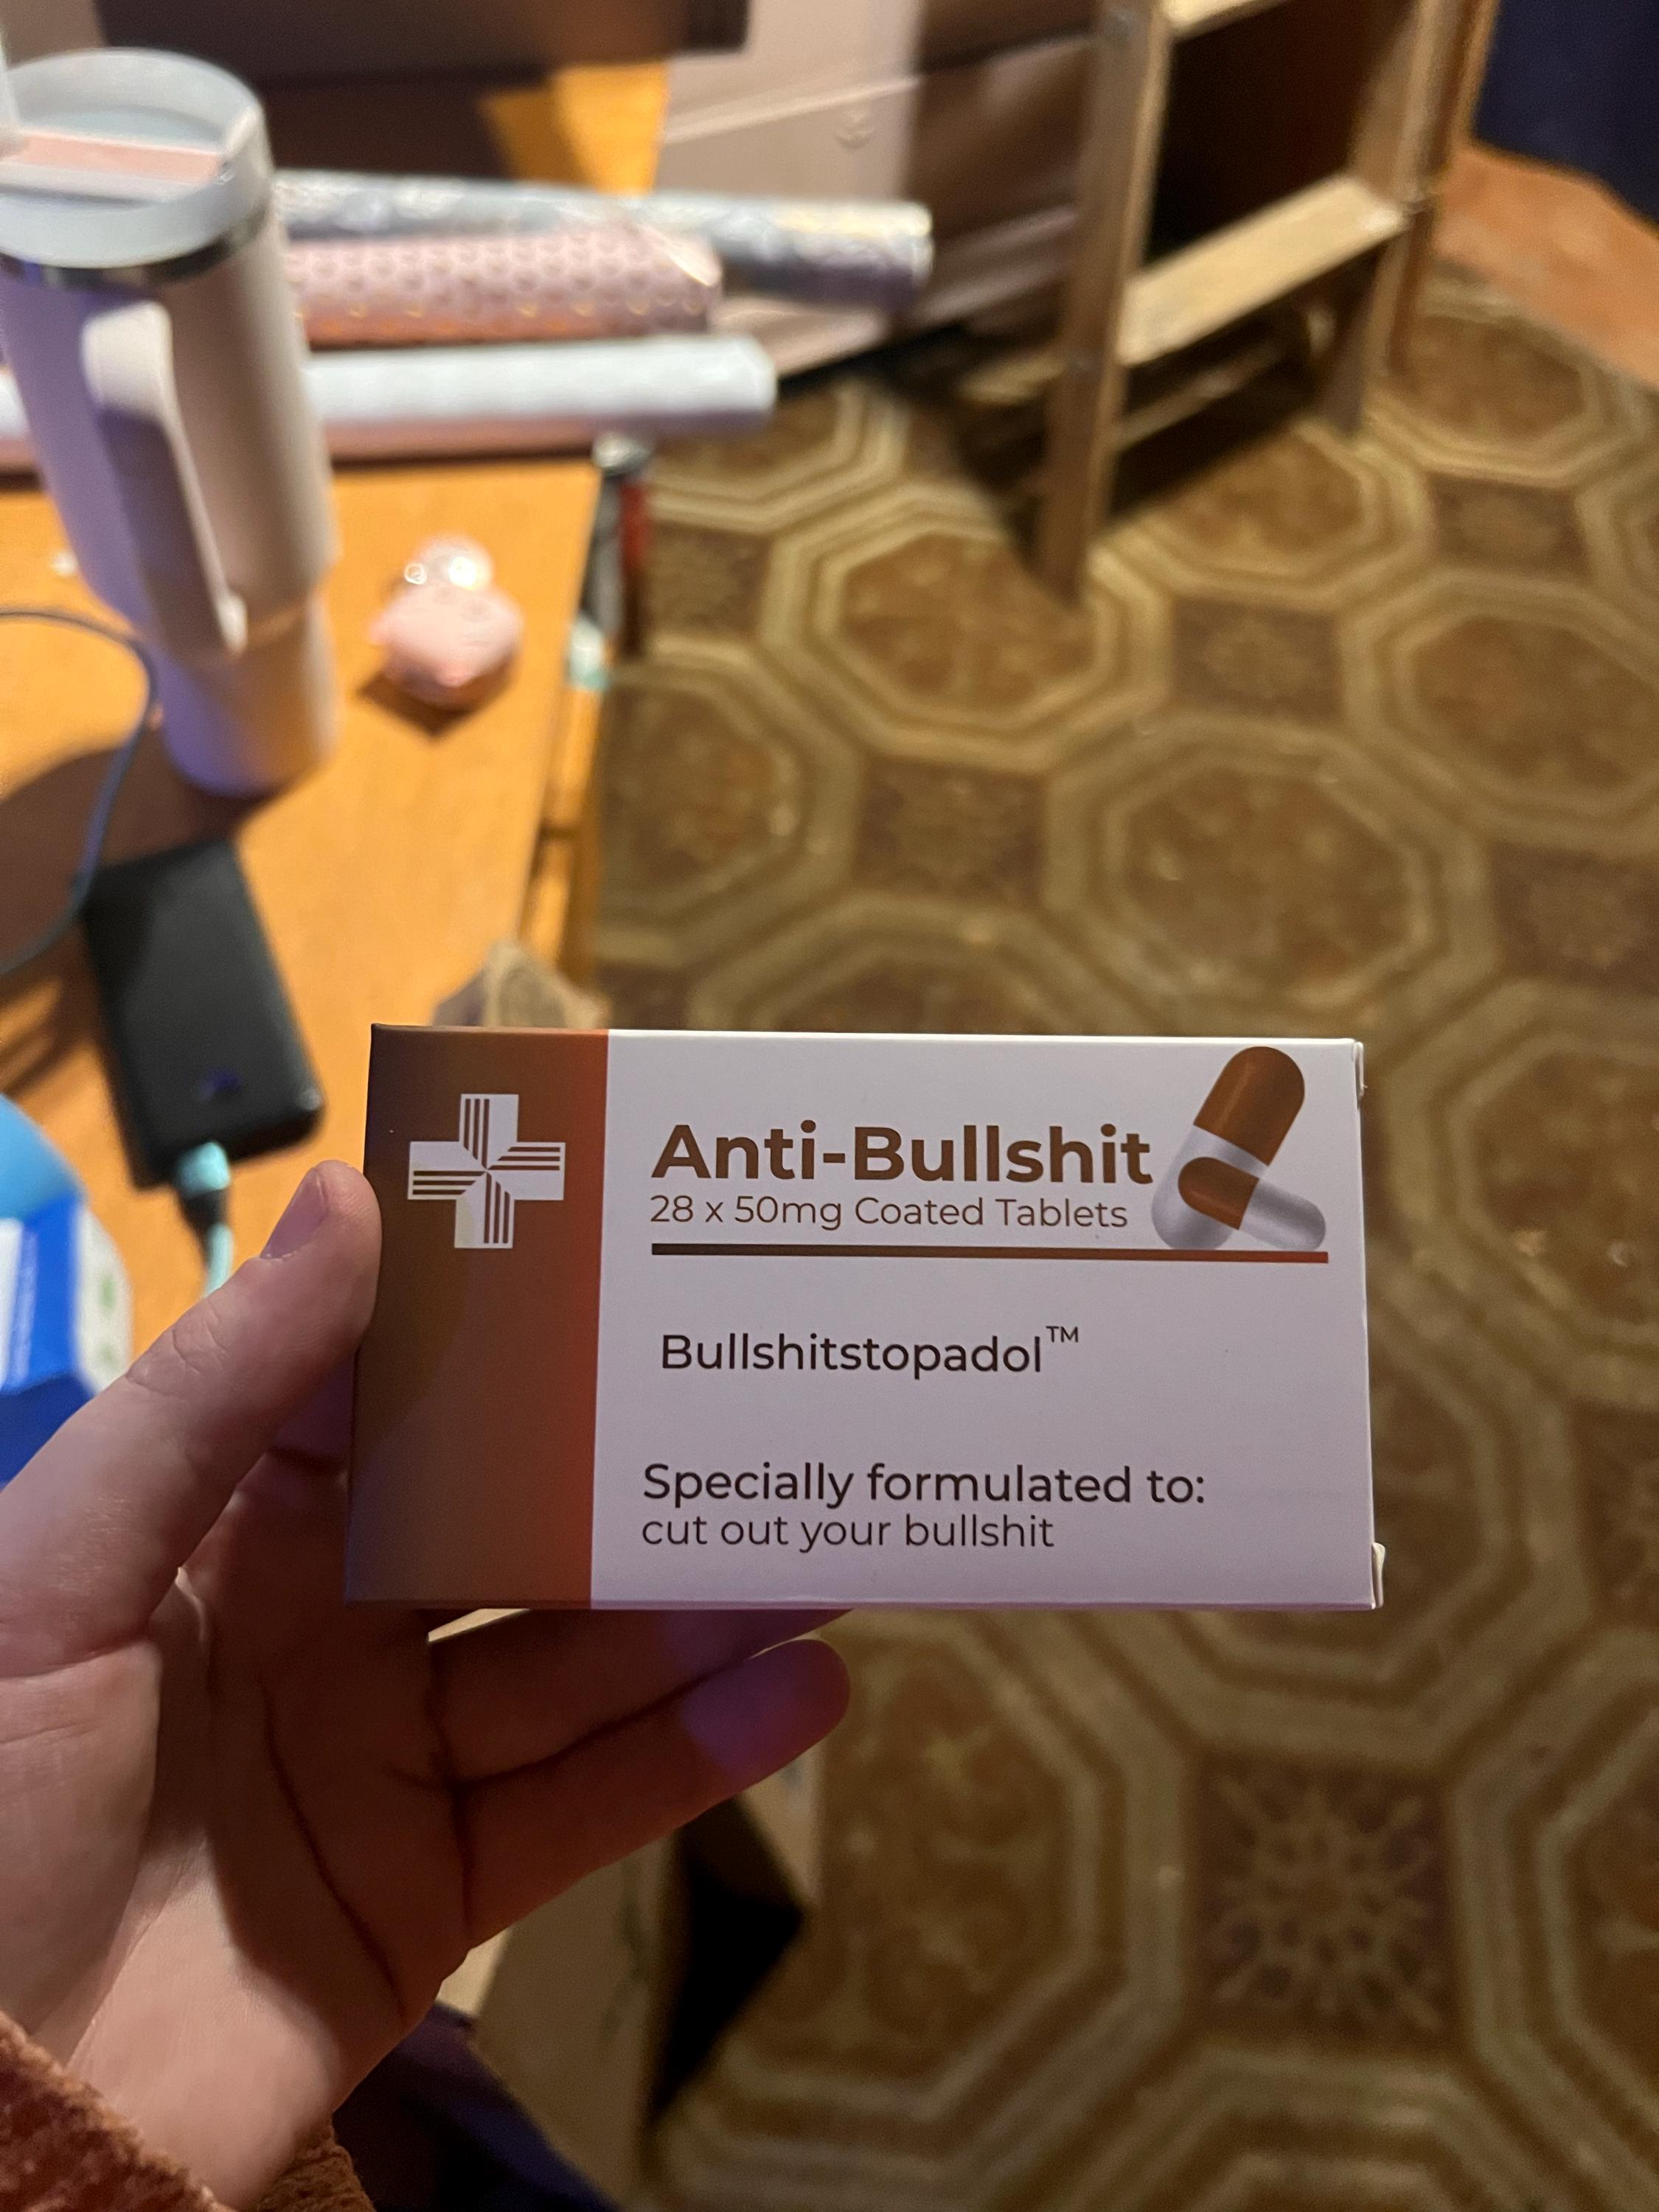 Anti-Bullshit
28 x 50mg Coated Tablets
Bullshitstopadol™
Specially formulated to:
cut out your bullshit